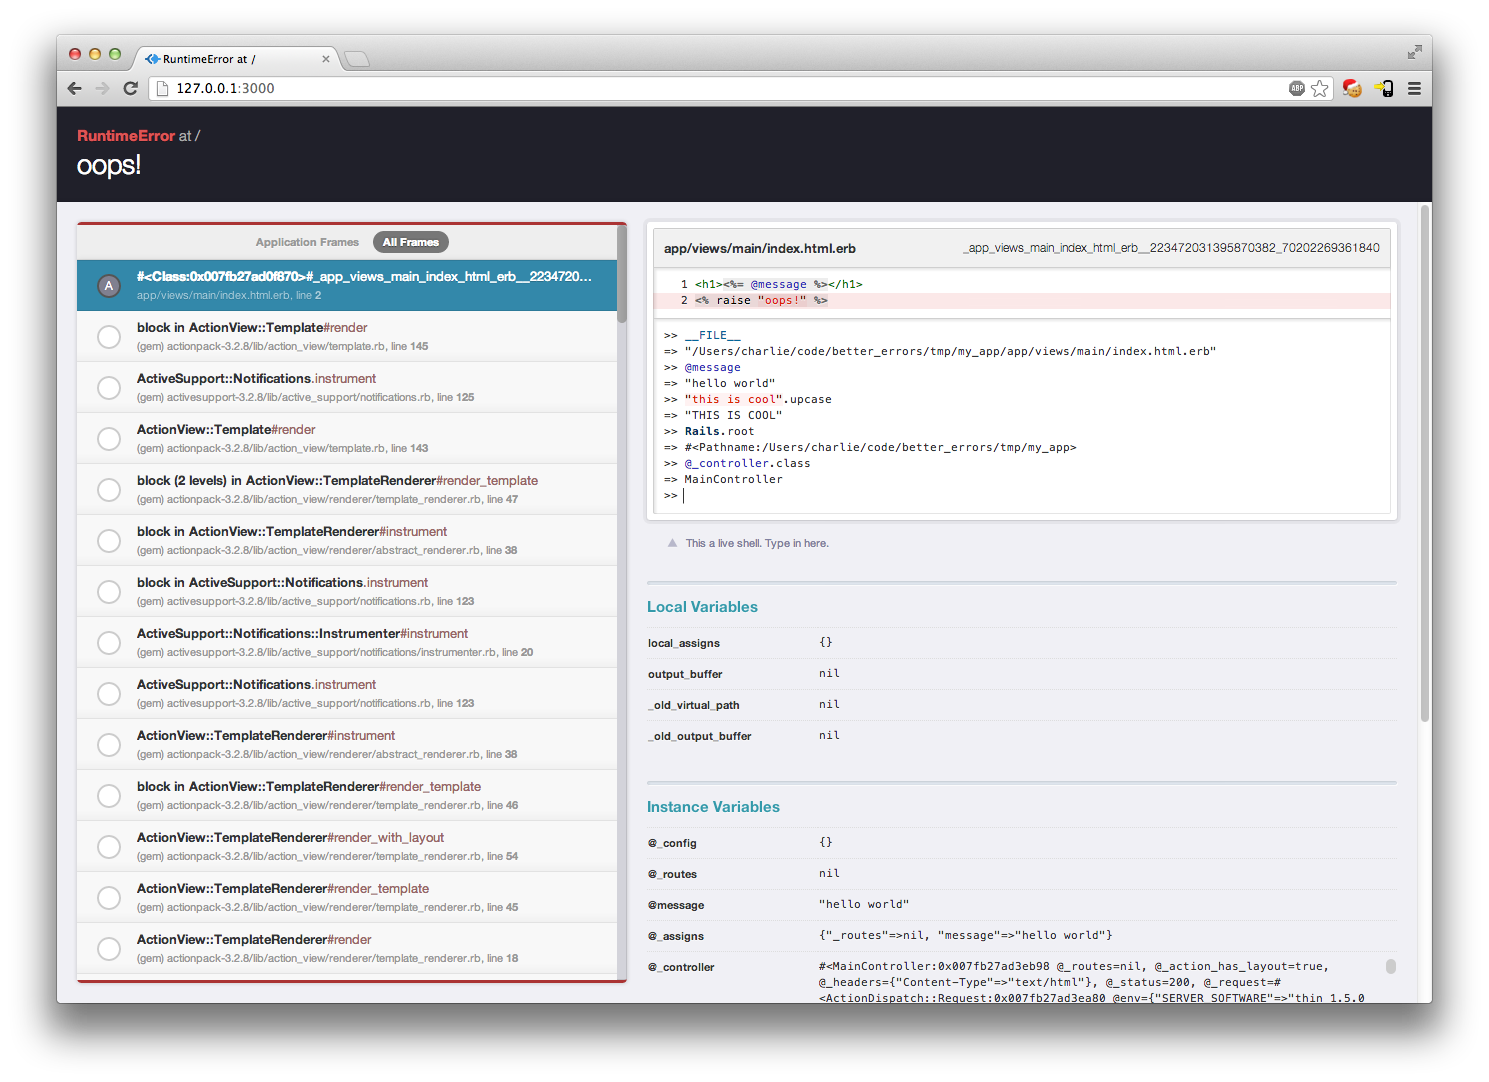 RuntimeError at /
127.0.0.1:3000
ABP
RuntimeError at /
oops!
Application Frames All Frames
A
#<Class:0x007fb27ad0f870>#_app_views_main_index_html_erb__2234720...
app/views/main/index.html.erb, line 2
block in ActionView::Template#render
(gem) actionpack-3.2.8/lib/action_view/template.rb, line 145
ActiveSupport::Notifications.instrument
(gem) activesupport-3.2.8/lib/active_support/notifications.rb, line 125
ActionView::Template#render
(gem) actionpack-3.2.8/lib/action_view/template.rb, line 143
block (2 levels) in ActionView::TemplateRenderer#render_template
(gem) actionpack-3.2.8/lib/action_view/renderer/template_renderer.rb, line 47
block in ActionView::TemplateRenderer#instrument
(gem) actionpack-3.2.8/lib/action_view/renderer/abstract_renderer.rb, line 38
block in ActiveSupport::Notifications.instrument
(gem) activesupport-3.2.8/lib/active_support/notifications.rb, line 123
ActiveSupport::Notifications::Instrumenter#instrument
(gem) activesupport-3.2.8/lib/active_support/notifications/instrumenter.rb, line 20
ActiveSupport::Notifications.instrument
(gem) activesupport-3.2.8/lib/active_support/notifications.rb, line 123
ActionView::TemplateRenderer#instrument
(gem) actionpack-3.2.8/lib/action_view/renderer/abstract_renderer.rb, line 38
block in ActionView::TemplateRenderer#render_template
(gem) actionpack-3.2.8/lib/action_view/renderer/template_renderer.rb, line 46
ActionView::TemplateRenderer#render_with_layout
(gem) actionpack-3.2.8/lib/action_view/renderer/template_renderer.rb, line 54
ActionView::TemplateRenderer#render_template
(gem) actionpack-3.2.8/lib/action_view/renderer/template_renderer.rb, line 45
ActionView::TemplateRenderer#render
(gem) actionpack-3.2.8/lib/action_view/renderer/template_renderer.rb, line 18
app/views/main/index.html.erb _app_views_main_index_html_erb__223472031395870382_70202269361840
1 <h1><%= @message %></h1>
2 <% raise "oops!" %>
>> __FILE__
=> "/Users/charlie/code/better_errors/tmp/my_app/app/views/main/index.html.erb"
>> @message
=> "hello world"
>> "this is cool".upcase
=> "THIS IS COOL"
>> Rails.root
=> #<Pathname:/Users/charlie/code/better_errors/tmp/my_app>
>> @_controller.class
=> MainController
>>
This a live shell. Type in here.
Local Variables
local_assigns {}
output_buffer nil
_old_virtual_path nil
_old_output_buffer nil
Instance Variables
@_config {}
@_routes nil
@message "hello world"
@_assigns {"_routes"=>nil, "message"=>"hello world"}
@_controller #<MainController:0x007fb27ad3eb98 @_routes=nil, @_action_has_layout=true,
@_headers={"Content-Type"=>"text/html"}, @_status=200, @_request=#
<ActionDispatch::Request:0x007fb27ad3ea80 @env={"SERVER_SOFTWARE"=>"thin 1.5.0